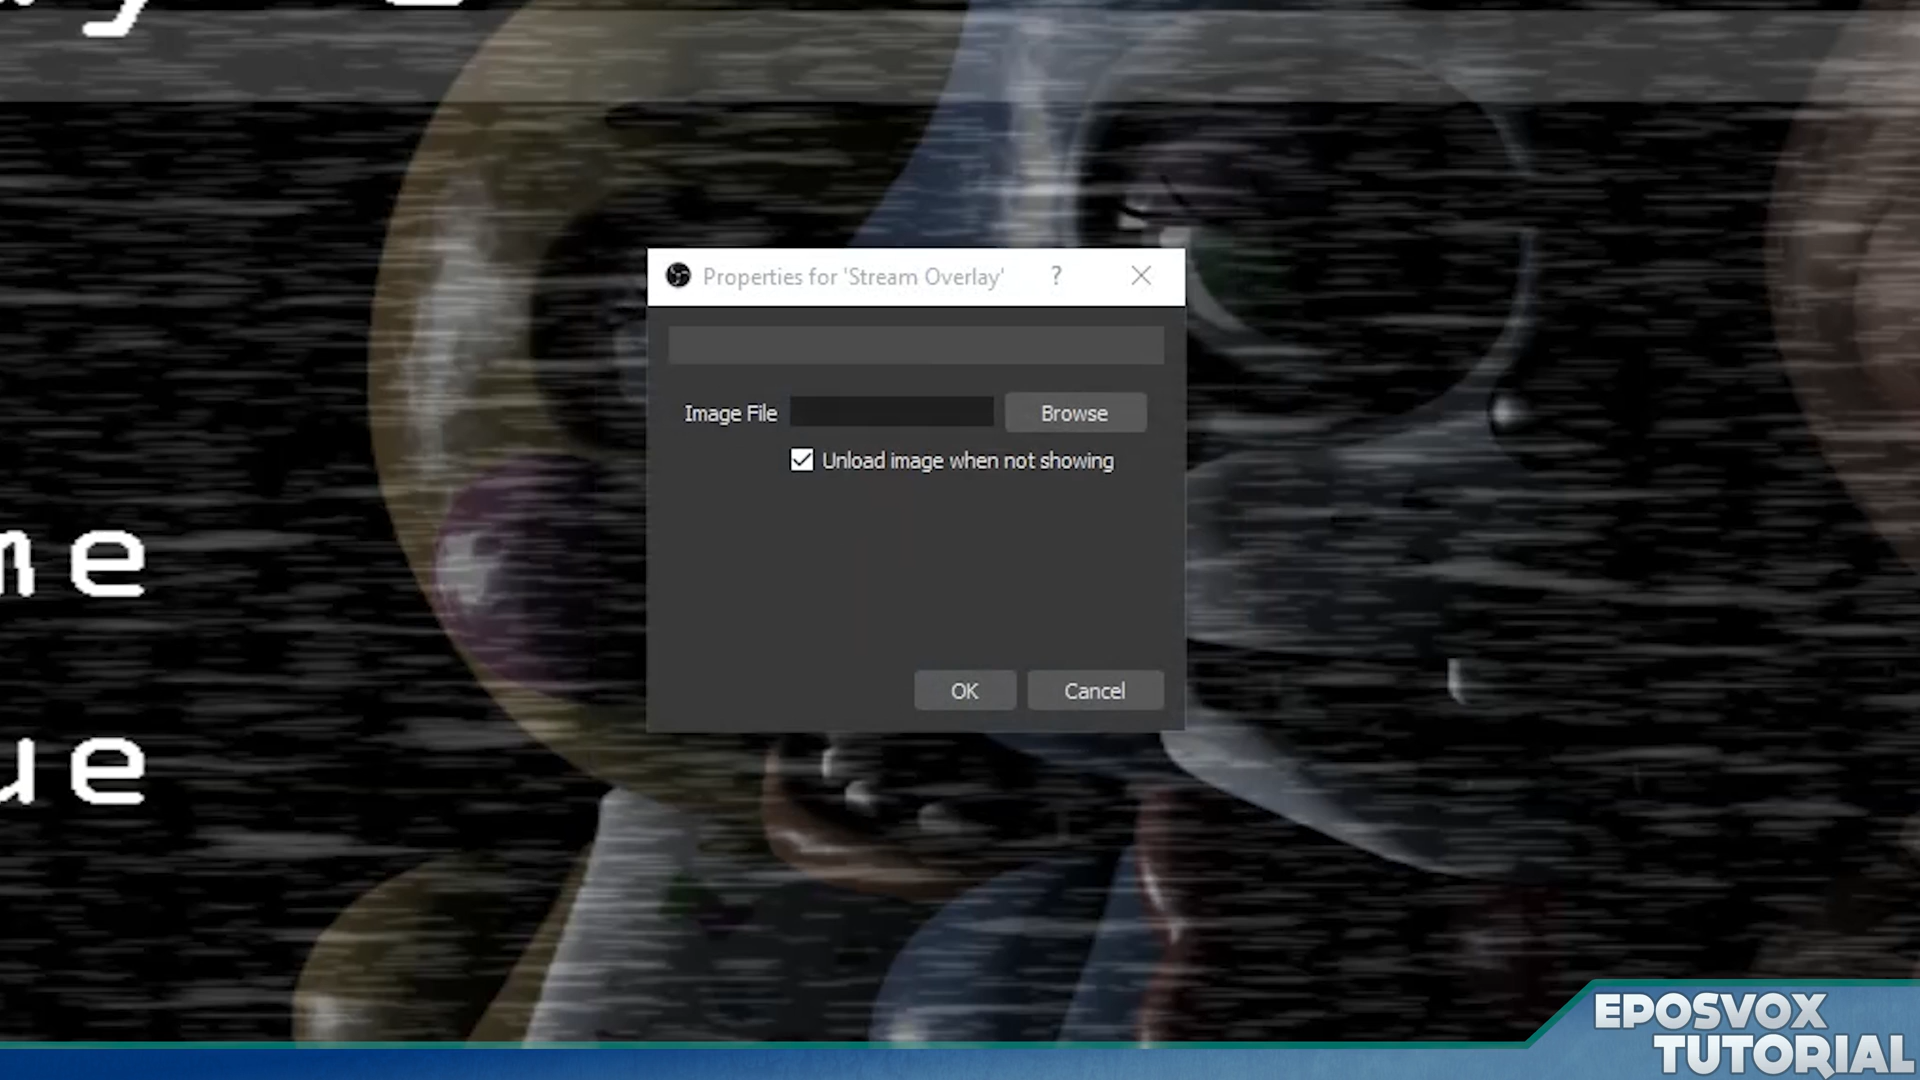 Properties for 'Stream Overlay' ?
Image File Browse
Unload image when not showing
me
ue
OK Cancel
EPOSVOX
TUTORIAL